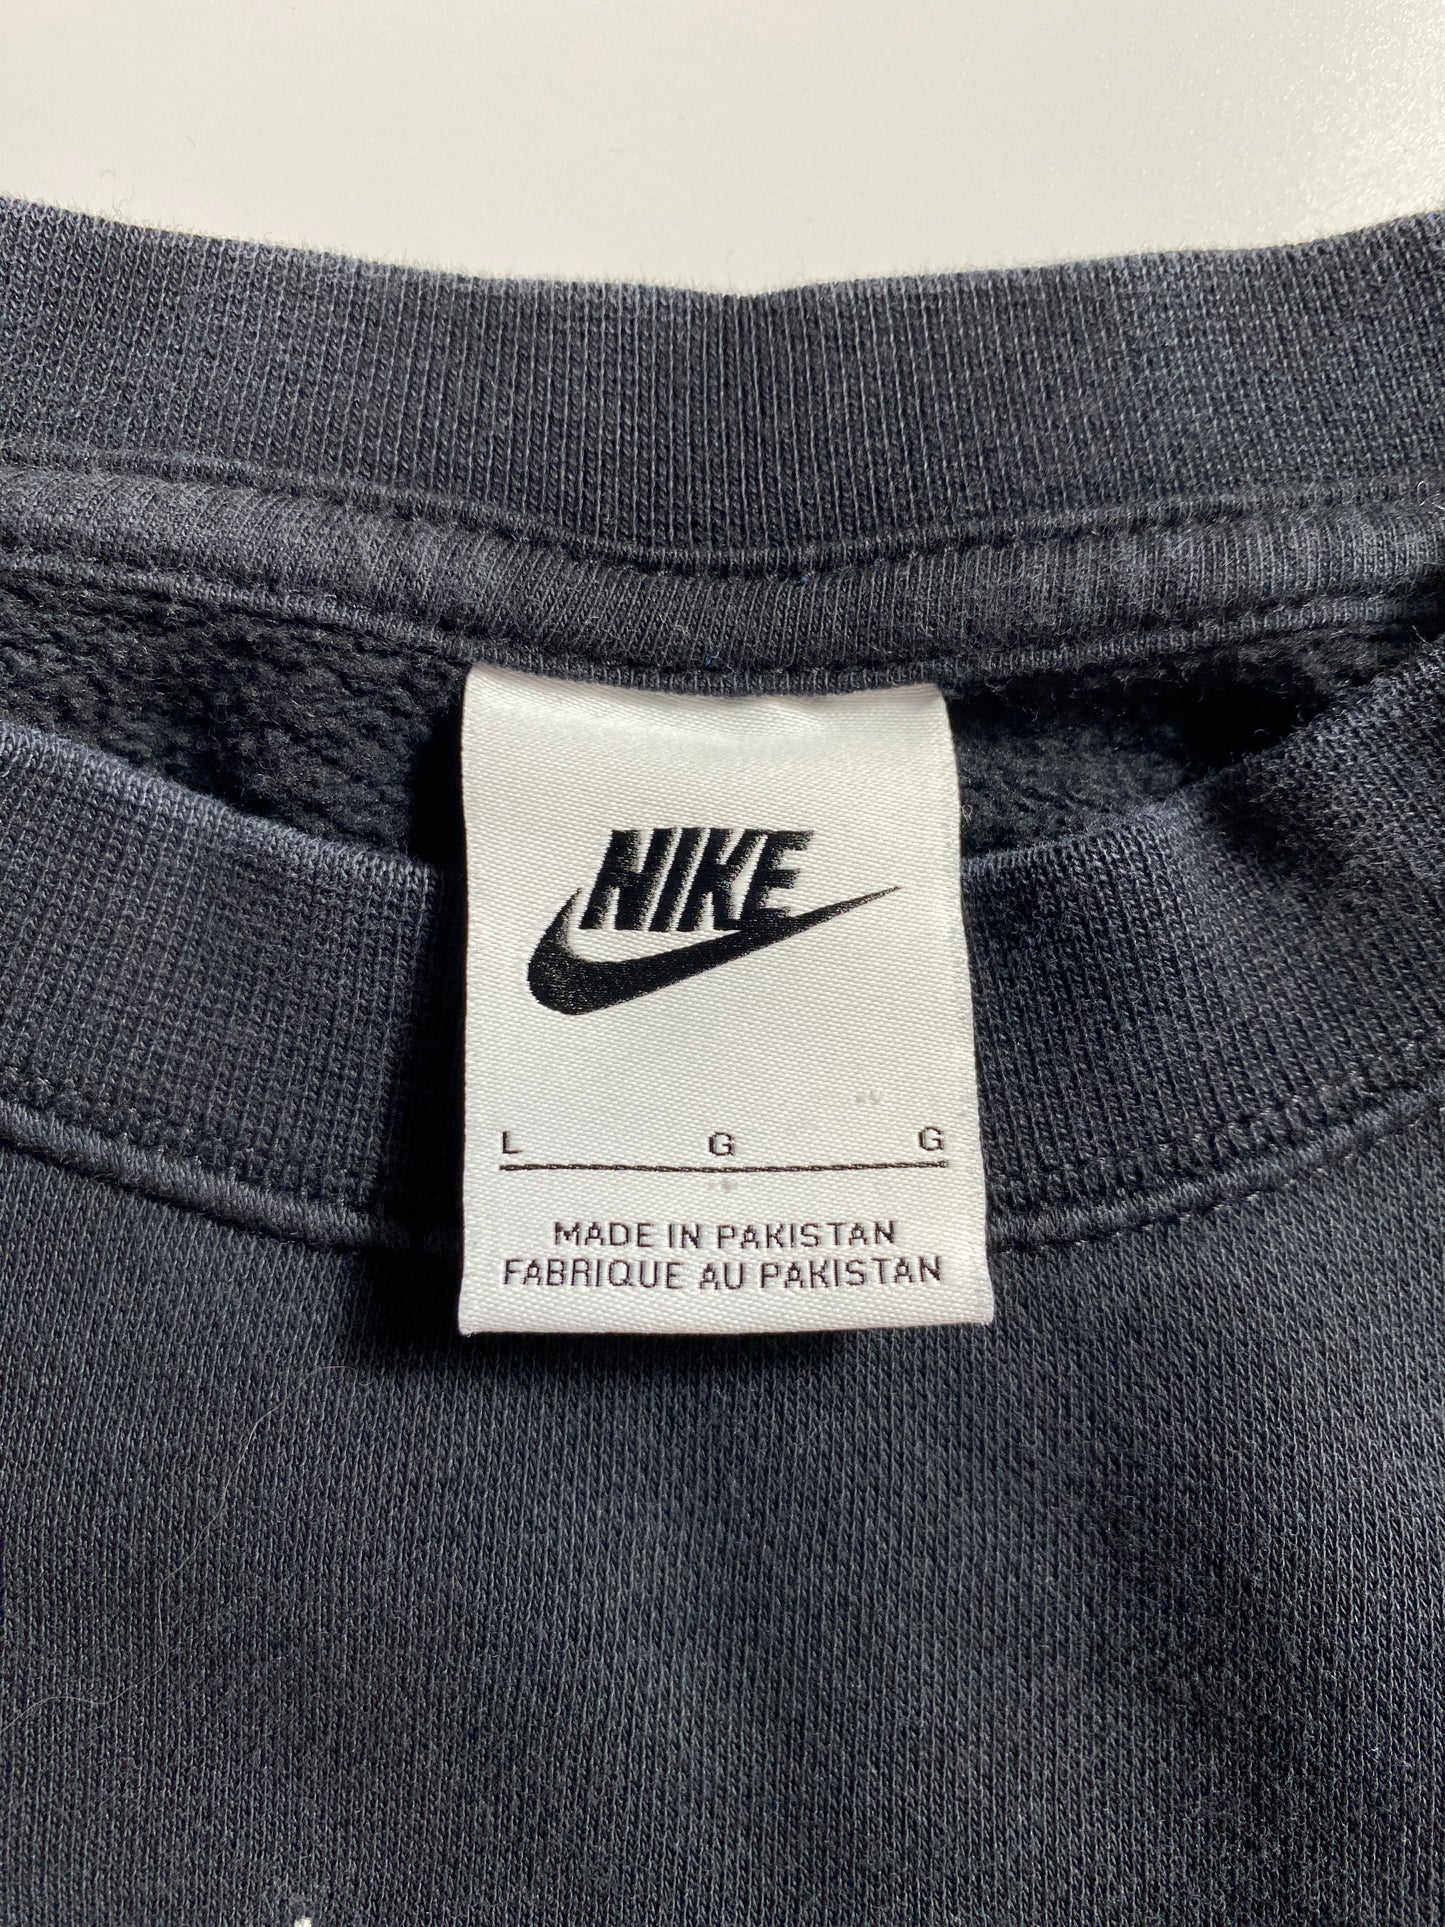 NIKE
L G G
MADE IN PAKISTAN
FABRIQUE AU PAKISTAN